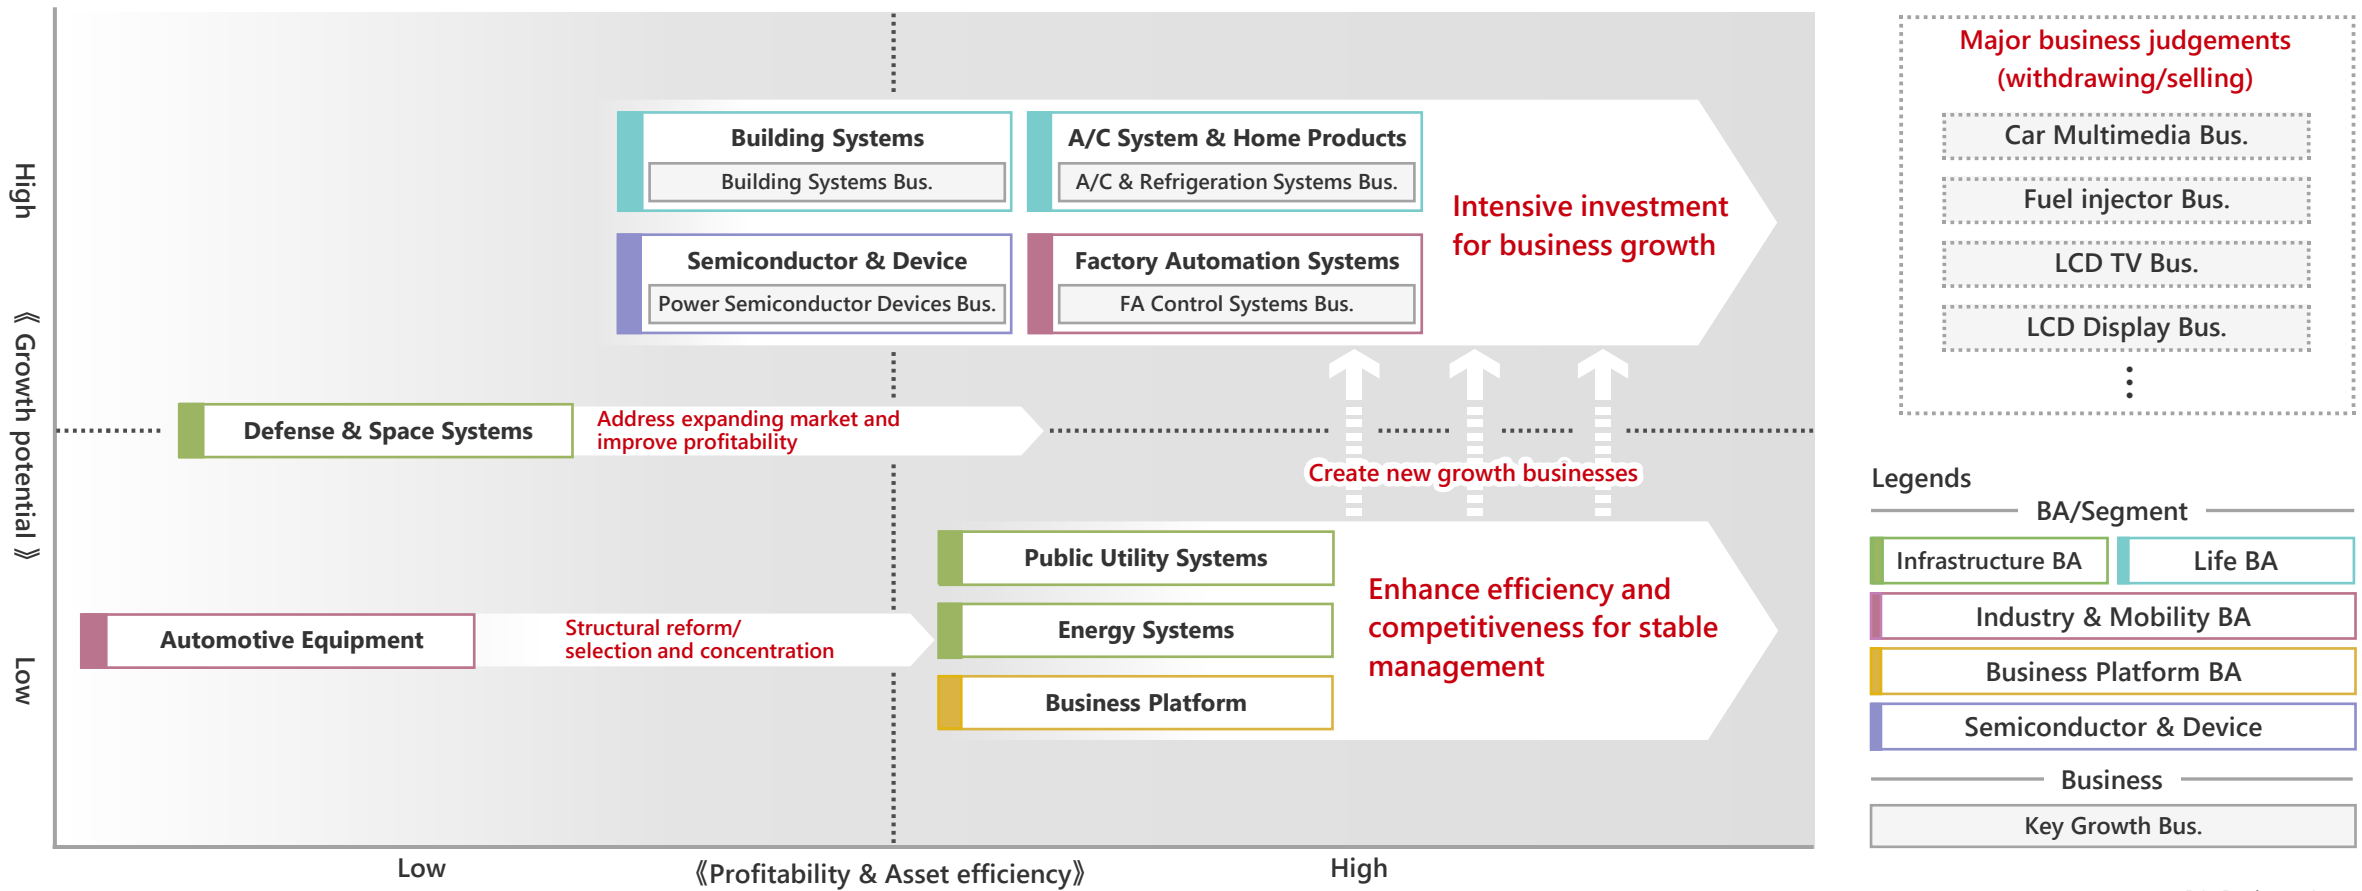 High
《 Growth potential 》
Low
Building Systems
Building Systems Bus.
A/C System & Home Products
A/C & Refrigeration Systems Bus.
Semiconductor & Device
Power Semiconductor Devices Bus.
Factory Automation Systems
FA Control Systems Bus.
Intensive investment
for business growth
Defense & Space Systems
Address expanding market and
improve profitability
Create new growth businesses
Automotive Equipment
Structural reform/
selection and concentration
Public Utility Systems
Energy Systems
Business Platform
Enhance efficiency and
competitiveness for stable
management
Low
《Profitability & Asset efficiency》
High
Major business judgements
(withdrawing/selling)
Car Multimedia Bus.
Fuel injector Bus.
LCD TV Bus.
LCD Display Bus.
⋮
Legends
BA/Segment
Infrastructure BA
Life BA
Industry & Mobility BA
Business Platform BA
Semiconductor & Device
Business
Key Growth Bus.